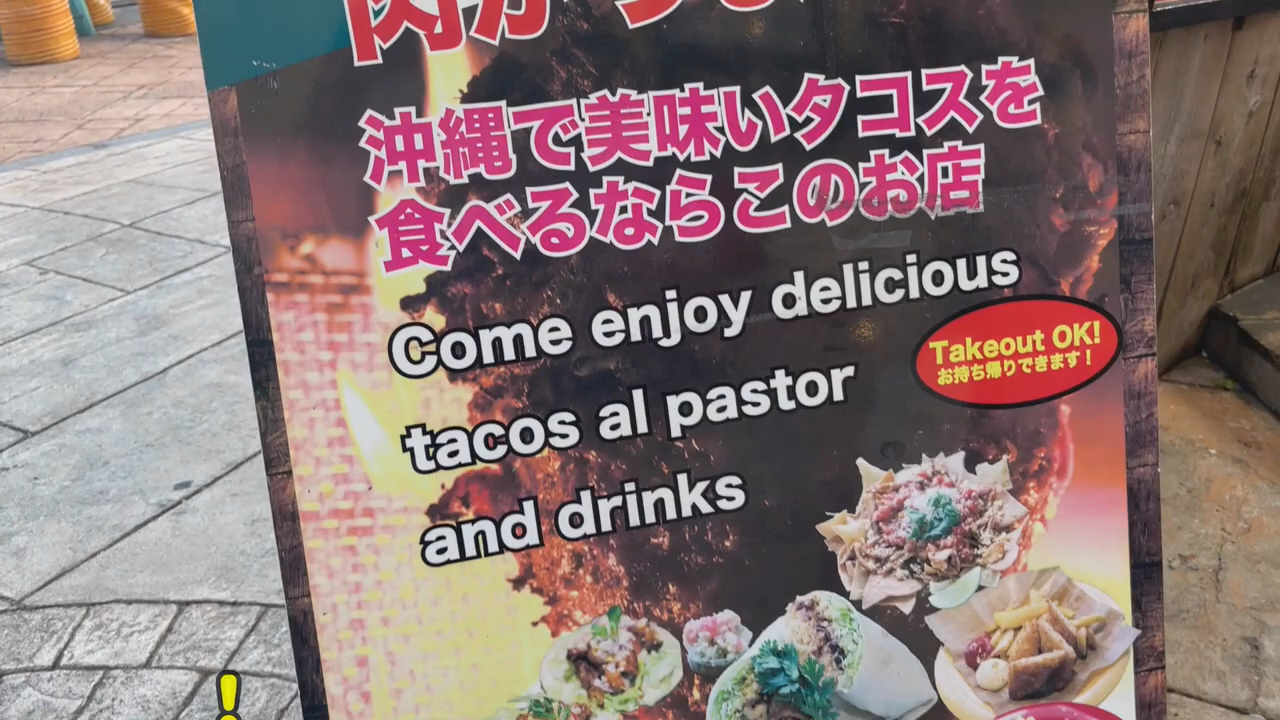 沖縄で美味いタコスを
食べるならこのお店
Come enjoy delicious
tacos al pastor
and drinks
Takeout OK!
お持ち帰りできます！
!